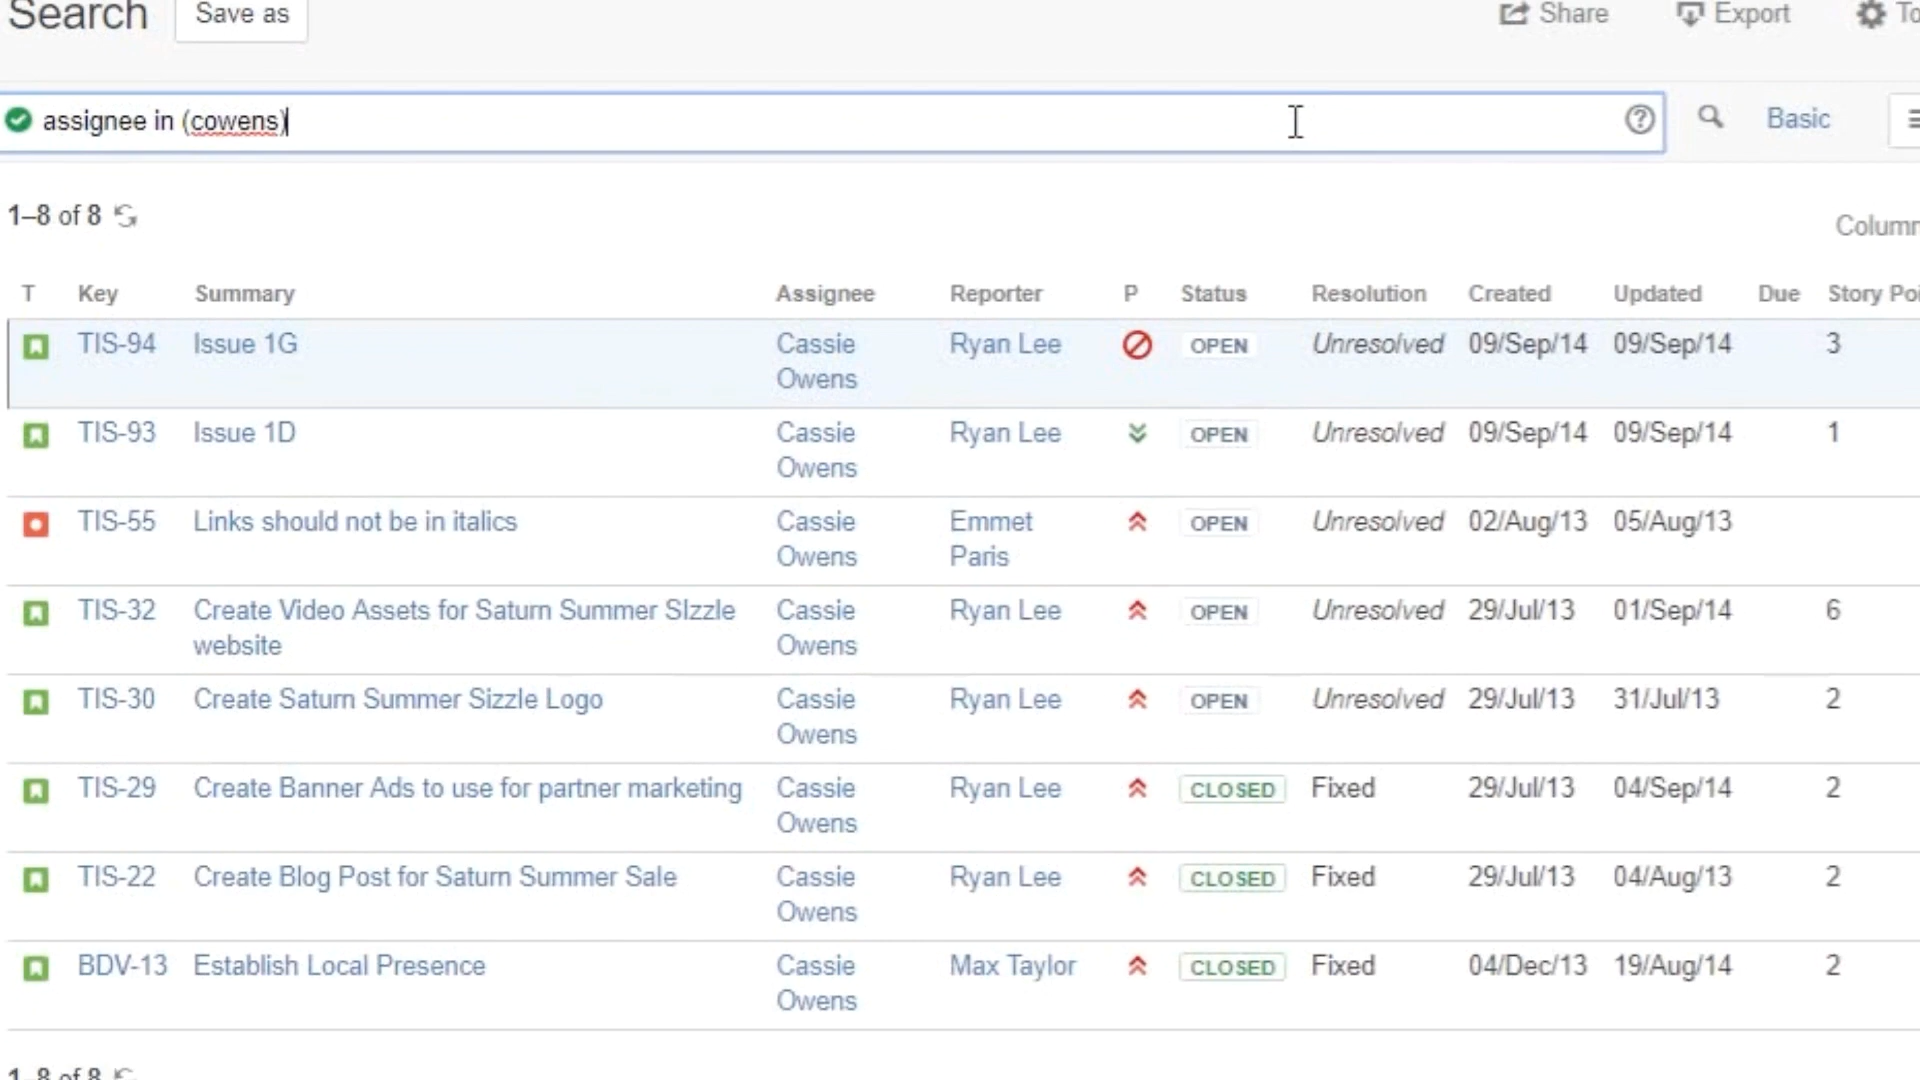 Search Save as Share Export To
assignee in (cowens) Basic
1–8 of 8
Column
T Key Summary Assignee Reporter P Status Resolution Created Updated Due Story Poi
TIS-94 Issue 1G Cassie Owens Ryan Lee OPEN Unresolved 09/Sep/14 09/Sep/14 3
TIS-93 Issue 1D Cassie Owens Ryan Lee OPEN Unresolved 09/Sep/14 09/Sep/14 1
TIS-55 Links should not be in italics Cassie Owens Emmet Paris OPEN Unresolved 02/Aug/13 05/Aug/13
TIS-32 Create Video Assets for Saturn Summer SIzzle website Cassie Owens Ryan Lee OPEN Unresolved 29/Jul/13 01/Sep/14 6
TIS-30 Create Saturn Summer Sizzle Logo Cassie Owens Ryan Lee OPEN Unresolved 29/Jul/13 31/Jul/13 2
TIS-29 Create Banner Ads to use for partner marketing Cassie Owens Ryan Lee CLOSED Fixed 29/Jul/13 04/Sep/14 2
TIS-22 Create Blog Post for Saturn Summer Sale Cassie Owens Ryan Lee CLOSED Fixed 29/Jul/13 04/Aug/13 2
BDV-13 Establish Local Presence Cassie Owens Max Taylor CLOSED Fixed 04/Dec/13 19/Aug/14 2
1–8 of 8